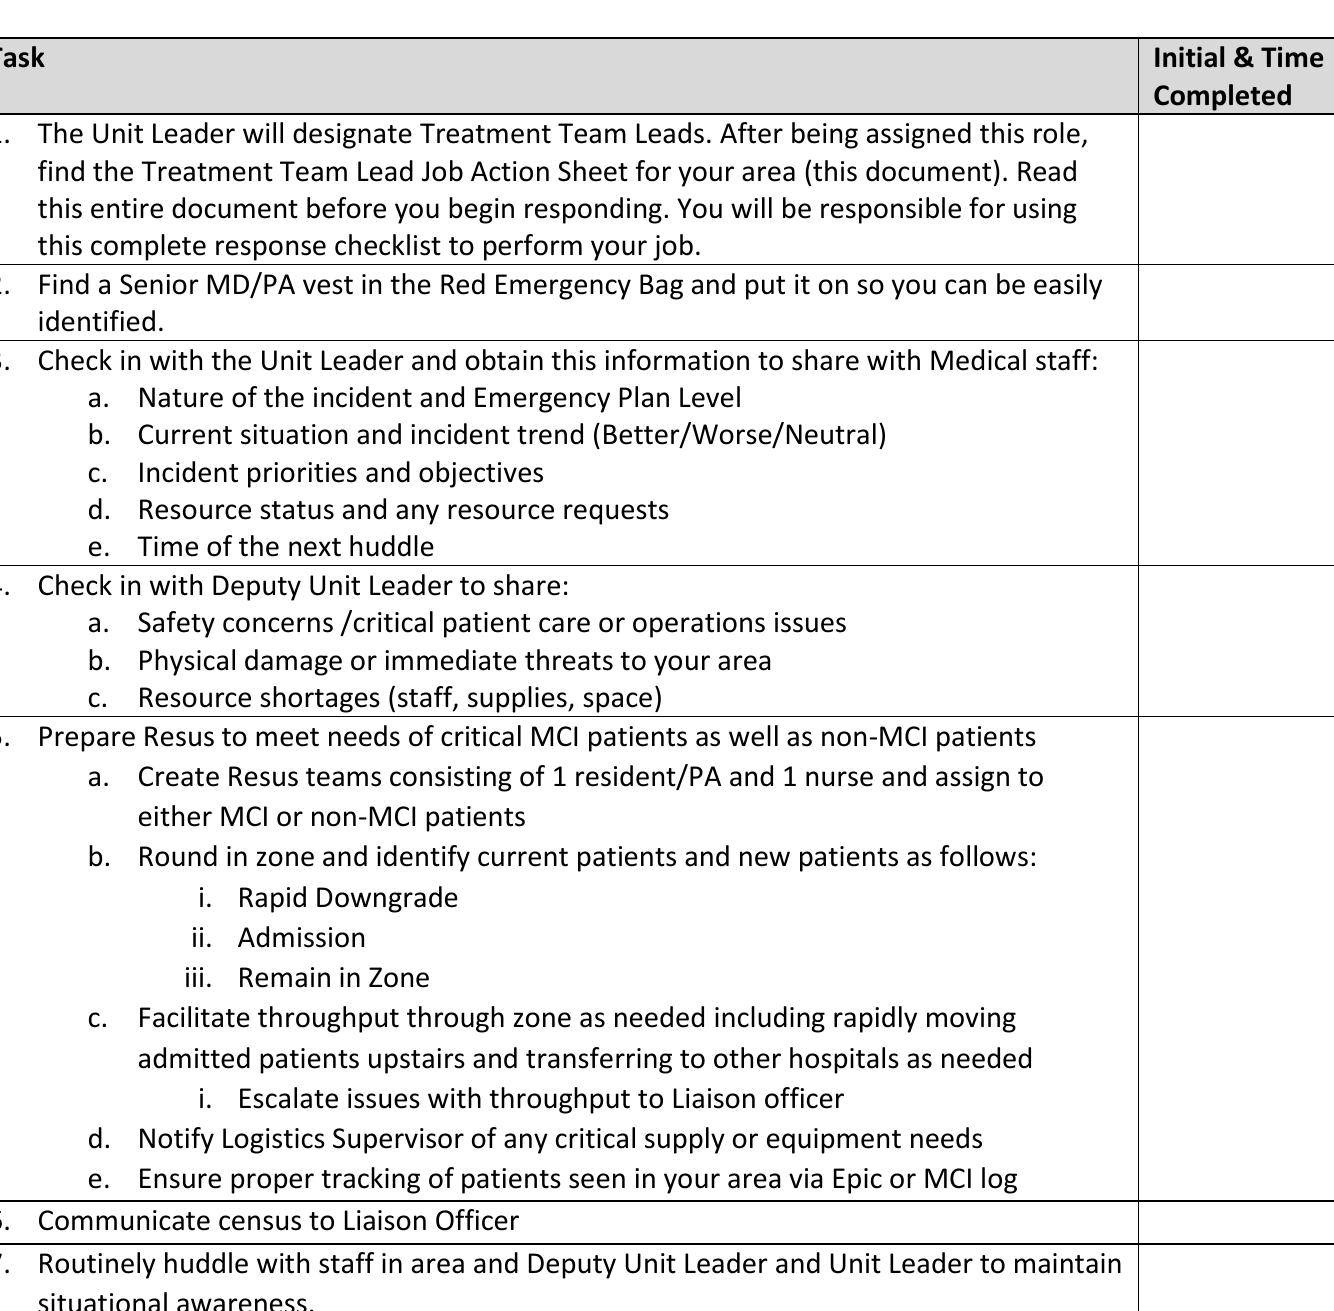 Task Initial & Time
Completed
1. The Unit Leader will designate Treatment Team Leads. After being assigned this role,
find the Treatment Team Lead Job Action Sheet for your area (this document). Read
this entire document before you begin responding. You will be responsible for using
this complete response checklist to perform your job.
2. Find a Senior MD/PA vest in the Red Emergency Bag and put it on so you can be easily
identified.
3. Check in with the Unit Leader and obtain this information to share with Medical staff:
a. Nature of the incident and Emergency Plan Level
b. Current situation and incident trend (Better/Worse/Neutral)
c. Incident priorities and objectives
d. Resource status and any resource requests
e. Time of the next huddle
4. Check in with Deputy Unit Leader to share:
a. Safety concerns /critical patient care or operations issues
b. Physical damage or immediate threats to your area
c. Resource shortages (staff, supplies, space)
5. Prepare Resus to meet needs of critical MCI patients as well as non-MCI patients
a. Create Resus teams consisting of 1 resident/PA and 1 nurse and assign to
either MCI or non-MCI patients
b. Round in zone and identify current patients and new patients as follows:
i. Rapid Downgrade
ii. Admission
iii. Remain in Zone
c. Facilitate throughput through zone as needed including rapidly moving
admitted patients upstairs and transferring to other hospitals as needed
i. Escalate issues with throughput to Liaison officer
d. Notify Logistics Supervisor of any critical supply or equipment needs
e. Ensure proper tracking of patients seen in your area via Epic or MCI log
6. Communicate census to Liaison Officer
7. Routinely huddle with staff in area and Deputy Unit Leader and Unit Leader to maintain
situational awareness.